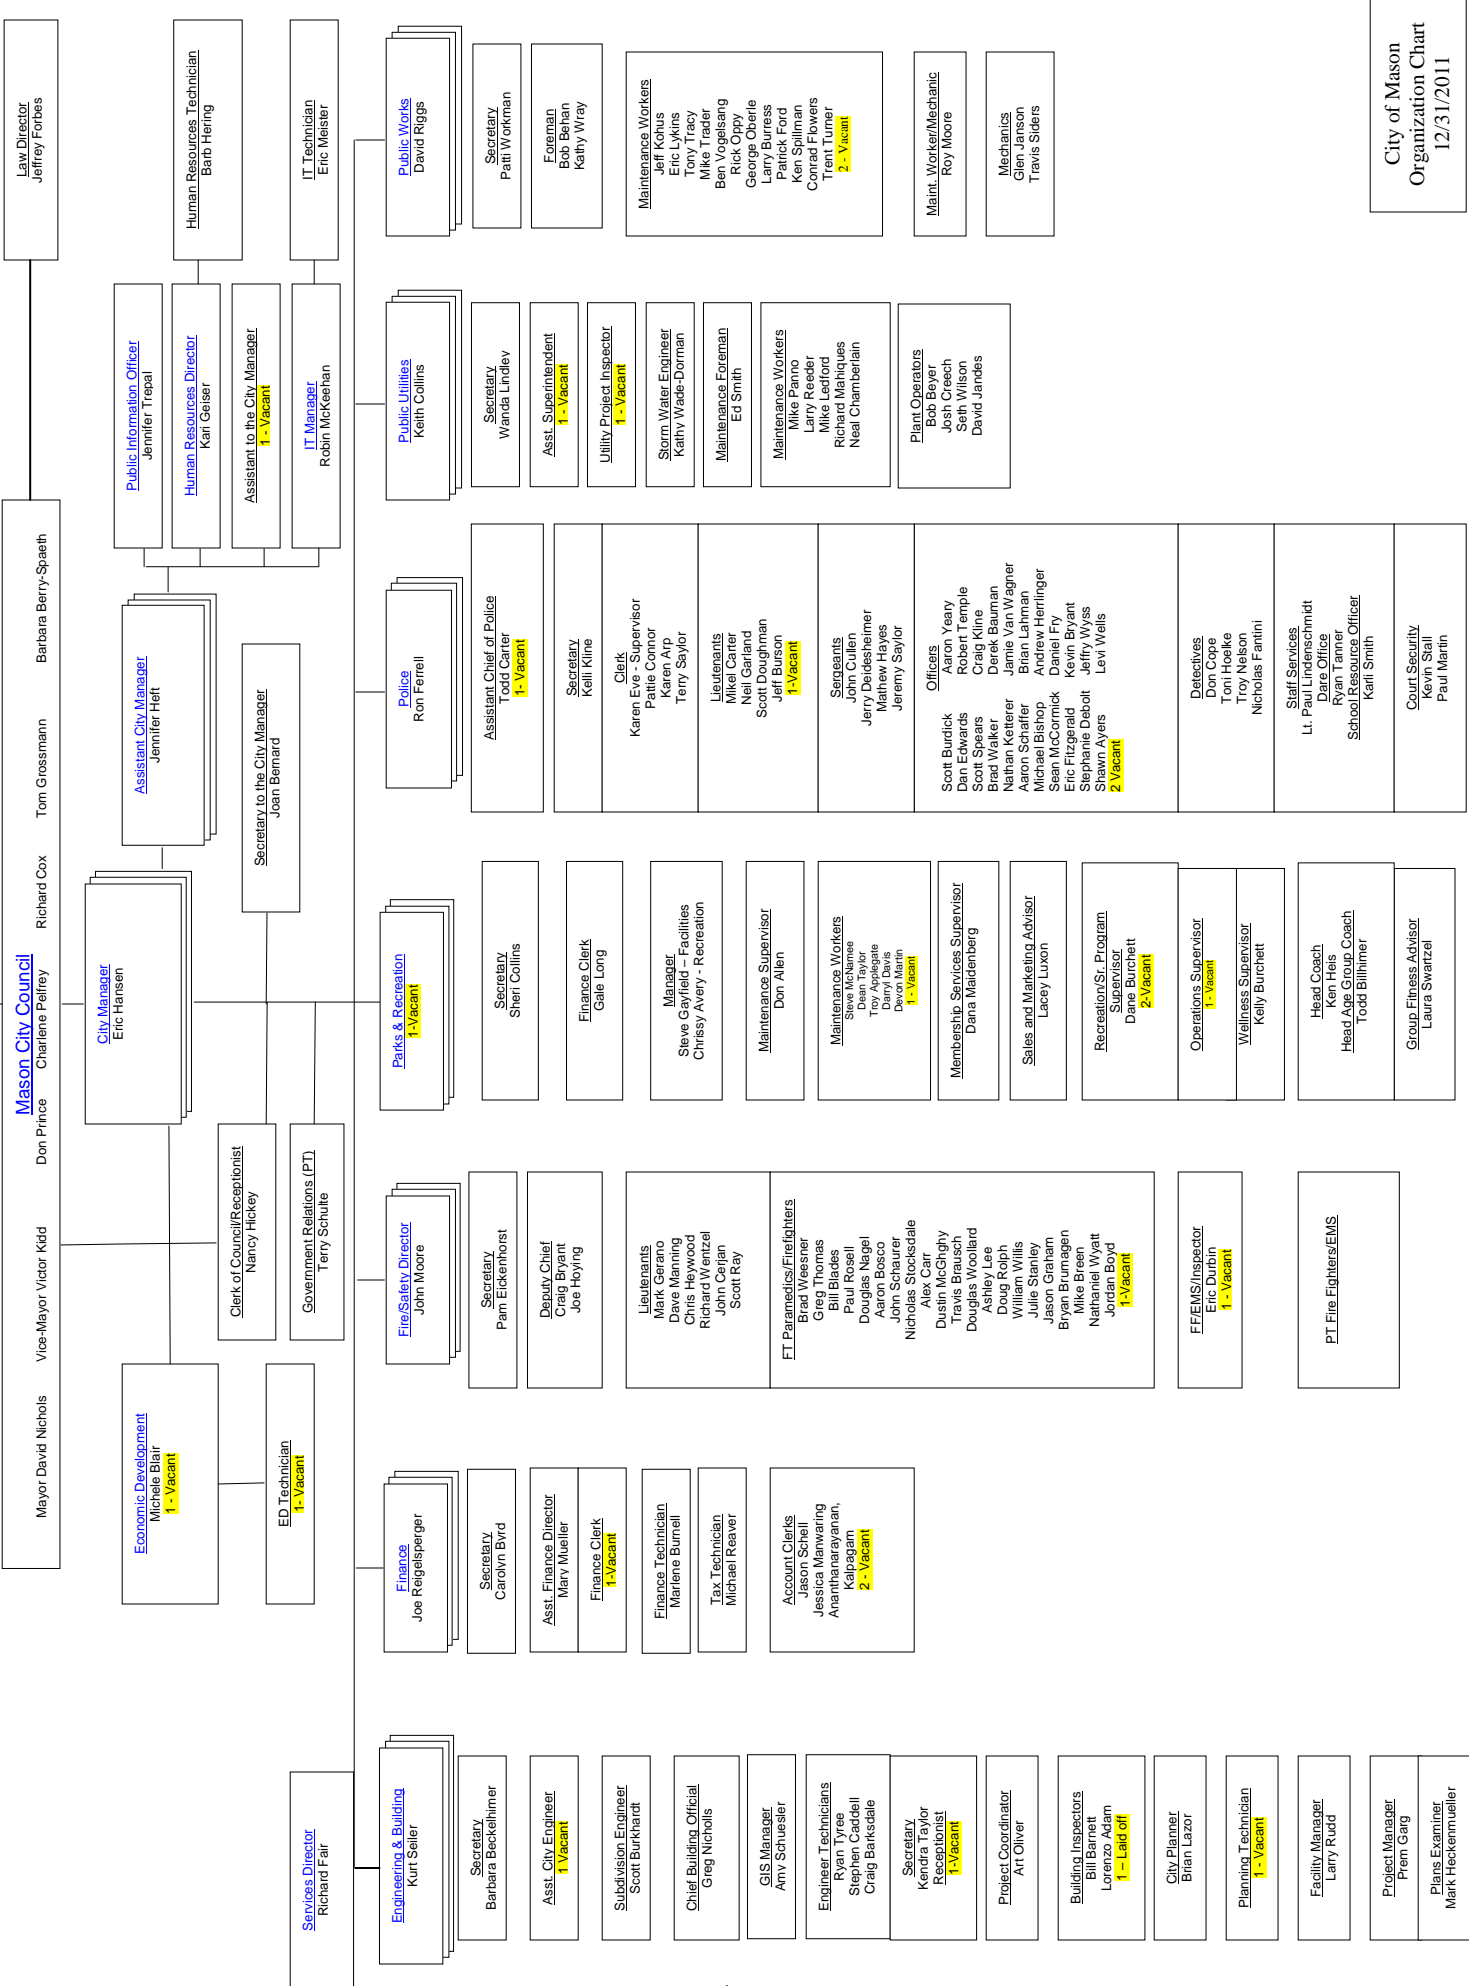 Mason City Council
Mayor David Nichols Vice-Mayor Victor Kidd Don Prince Charlene Pelfrey Richard Cox Tom Grossmann Barbara Berry-Spaeth
Law Director
Jeffrey Forbes
City Manager
Eric Hansen
Assistant City Manager
Jennifer Heft
Public Information Officer
Jennifer Trepal
Human Resources Director
Kari Geiser
Human Resources Technician
Barb Hering
Assistant to the City Manager
1 - Vacant
IT Manager
Robin McKeehan
IT Technician
Eric Meister
Economic Development
Michele Blair
1 - Vacant
ED Technician
1- Vacant
Clerk of Council/Receptionist
Nancy Hickey
Government Relations (PT)
Terry Schulte
Secretary to the City Manager
Joan Bernard
Services Director
Richard Fair
Engineering & Building
Kurt Seiler
Secretary
Barbara Beckelhimer
Asst. City Engineer
1 Vacant
Subdivision Engineer
Scott Burkhardt
Chief Building Official
Greg Nicholls
GIS Manager
Amy Schuesler
Engineer Technicians
Ryan Tyree
Stephen Caddell
Craig Barksdale
Secretary
Kendra Taylor
Receptionist
1-Vacant
Project Coordinator
Art Oliver
Building Inspectors
Bill Barnett
Lorenzo Adam
1 – Laid off
City Planner
Brian Lazor
Planning Technician
1 - Vacant
Facility Manager
Larry Rudd
Project Manager
Prem Garg
Plans Examiner
Mark Heckenmueller
Finance
Joe Reigelsperger
Secretary
Carolyn Byrd
Asst. Finance Director
Mary Mueller
Finance Clerk
1-Vacant
Finance Technician
Marlene Burnell
Tax Technician
Michael Reaver
Account Clerks
Jason Schell
Jessica Manwaring
Ananthanarayanan,
Kalpagam
2 - Vacant
Fire/Safety Director
John Moore
Secretary
Pam Eickenhorst
Deputy Chief
Craig Bryant
Joe Hoying
Lieutenants
Mark Gerano
Dave Manning
Chris Heywood
Richard Wentzel
John Cerjan
Scott Ray
FT Paramedics/Firefighters
Brad Weesner
Greg Thomas
Bill Blades
Paul Rosell
Douglas Nagel
Aaron Bosco
John Schaurer
Nicholas Stocksdale
Alex Carr
Dustin McGhghy
Travis Brausch
Douglas Woollard
Ashley Lee
Doug Rolph
William Willis
Julie Stanley
Jason Graham
Bryan Brumagen
Mike Breen
Nathaniel Wyatt
Jordan Boyd
1-Vacant
FF/EMS/Inspector
Eric Durbin
1 - Vacant
PT Fire Fighters/EMS
Parks & Recreation
1-Vacant
Secretary
Sheri Collins
Finance Clerk
Gale Long
Manager
Steve Gayfield – Facilities
Chrissy Avery - Recreation
Maintenance Supervisor
Don Allen
Maintenance Workers
Steve McNamee
Dean Taylor
Troy Applegate
Darryl Davis
Devon Martin
1 - Vacant
Membership Services Supervisor
Dana Maidenberg
Sales and Marketing Advisor
Lacey Luxon
Recreation/Sr. Program
Supervisor
Dane Burchett
2-Vacant
Operations Supervisor
1 - Vacant
Wellness Supervisor
Kelly Burchett
Head Coach
Ken Heis
Head Age Group Coach
Todd Billhimer
Group Fitness Advisor
Laura Swartzel
Police
Ron Ferrell
Assistant Chief of Police
Todd Carter
1- Vacant
Secretary
Kelli Kline
Clerk
Karen Eve - Supervisor
Pattie Connor
Karen Arp
Terry Saylor
Lieutenants
Mikel Carter
Neil Garland
Scott Doughman
Jeff Burson
1-Vacant
Sergeants
John Cullen
Jerry Deidesheimer
Mathew Hayes
Jeremy Saylor
Officers
Scott Burdick Aaron Yeary
Dan Edwards Robert Temple
Scott Spears Craig Kline
Brad Walker Derek Bauman
Nathan Ketterer Jamie Van Wagner
Aaron Schaffer Brian Lahman
Michael Bishop Andrew Herrlinger
Sean McCormick Daniel Fry
Eric Fitzgerald Kevin Bryant
Stephanie Debolt Jeffry Wyss
Shawn Ayers Levi Wells
2 Vacant
Detectives
Don Cope
Toni Hoelke
Troy Nelson
Nicholas Fantini
Staff Services
Lt. Paul Lindenschmidt
Dare Office
Ryan Tanner
School Resource Officer
Karli Smith
Court Security
Kevin Stall
Paul Martin
Public Utilities
Keith Collins
Secretary
Wanda Lindley
Asst. Superintendent
1 - Vacant
Utility Project Inspector
1 - Vacant
Storm Water Engineer
Kathy Wade-Dorman
Maintenance Foreman
Ed Smith
Maintenance Workers
Mike Panno
Larry Reeder
Mike Ledford
Richard Mahiques
Neal Chamberlain
Plant Operators
Bob Beyer
Josh Creech
Seth Wilson
David Jandes
Public Works
David Riggs
Secretary
Patti Workman
Foreman
Bob Behan
Kathy Wray
Maintenance Workers
Jeff Kohus
Eric Lykins
Tony Tracy
Mike Trader
Ben Vogelsang
Rick Oppy
George Oberle
Larry Burress
Patrick Ford
Ken Spillman
Conrad Flowers
Trent Turner
2 - Vacant
Maint. Worker/Mechanic
Roy Moore
Mechanics
Glen Janson
Travis Siders
City of Mason
Organization Chart
12/31/2011